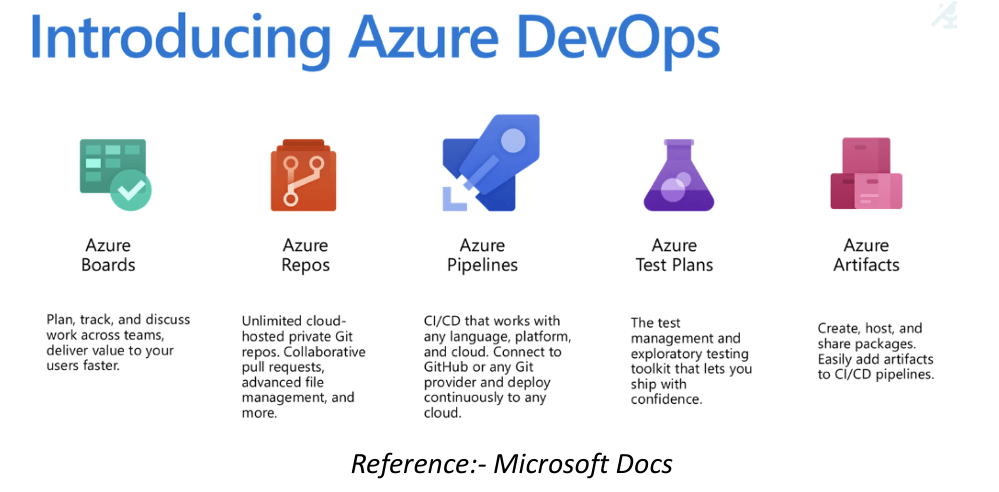 Introducing Azure DevOps
Azure
Boards
Plan, track, and discuss
work across teams,
deliver value to your
users faster.
Azure
Repos
Unlimited cloud-
hosted private Git
repos. Collaborative
pull requests,
advanced file
management, and
more.
Azure
Pipelines
CI/CD that works with
any language, platform,
and cloud. Connect to
GitHub or any Git
provider and deploy
continuously to any
cloud.
Azure
Test Plans
The test
management and
exploratory testing
toolkit that lets you
ship with
confidence.
Azure
Artifacts
Create, host, and
share packages.
Easily add artifacts
to CI/CD pipelines.
Reference:- Microsoft Docs